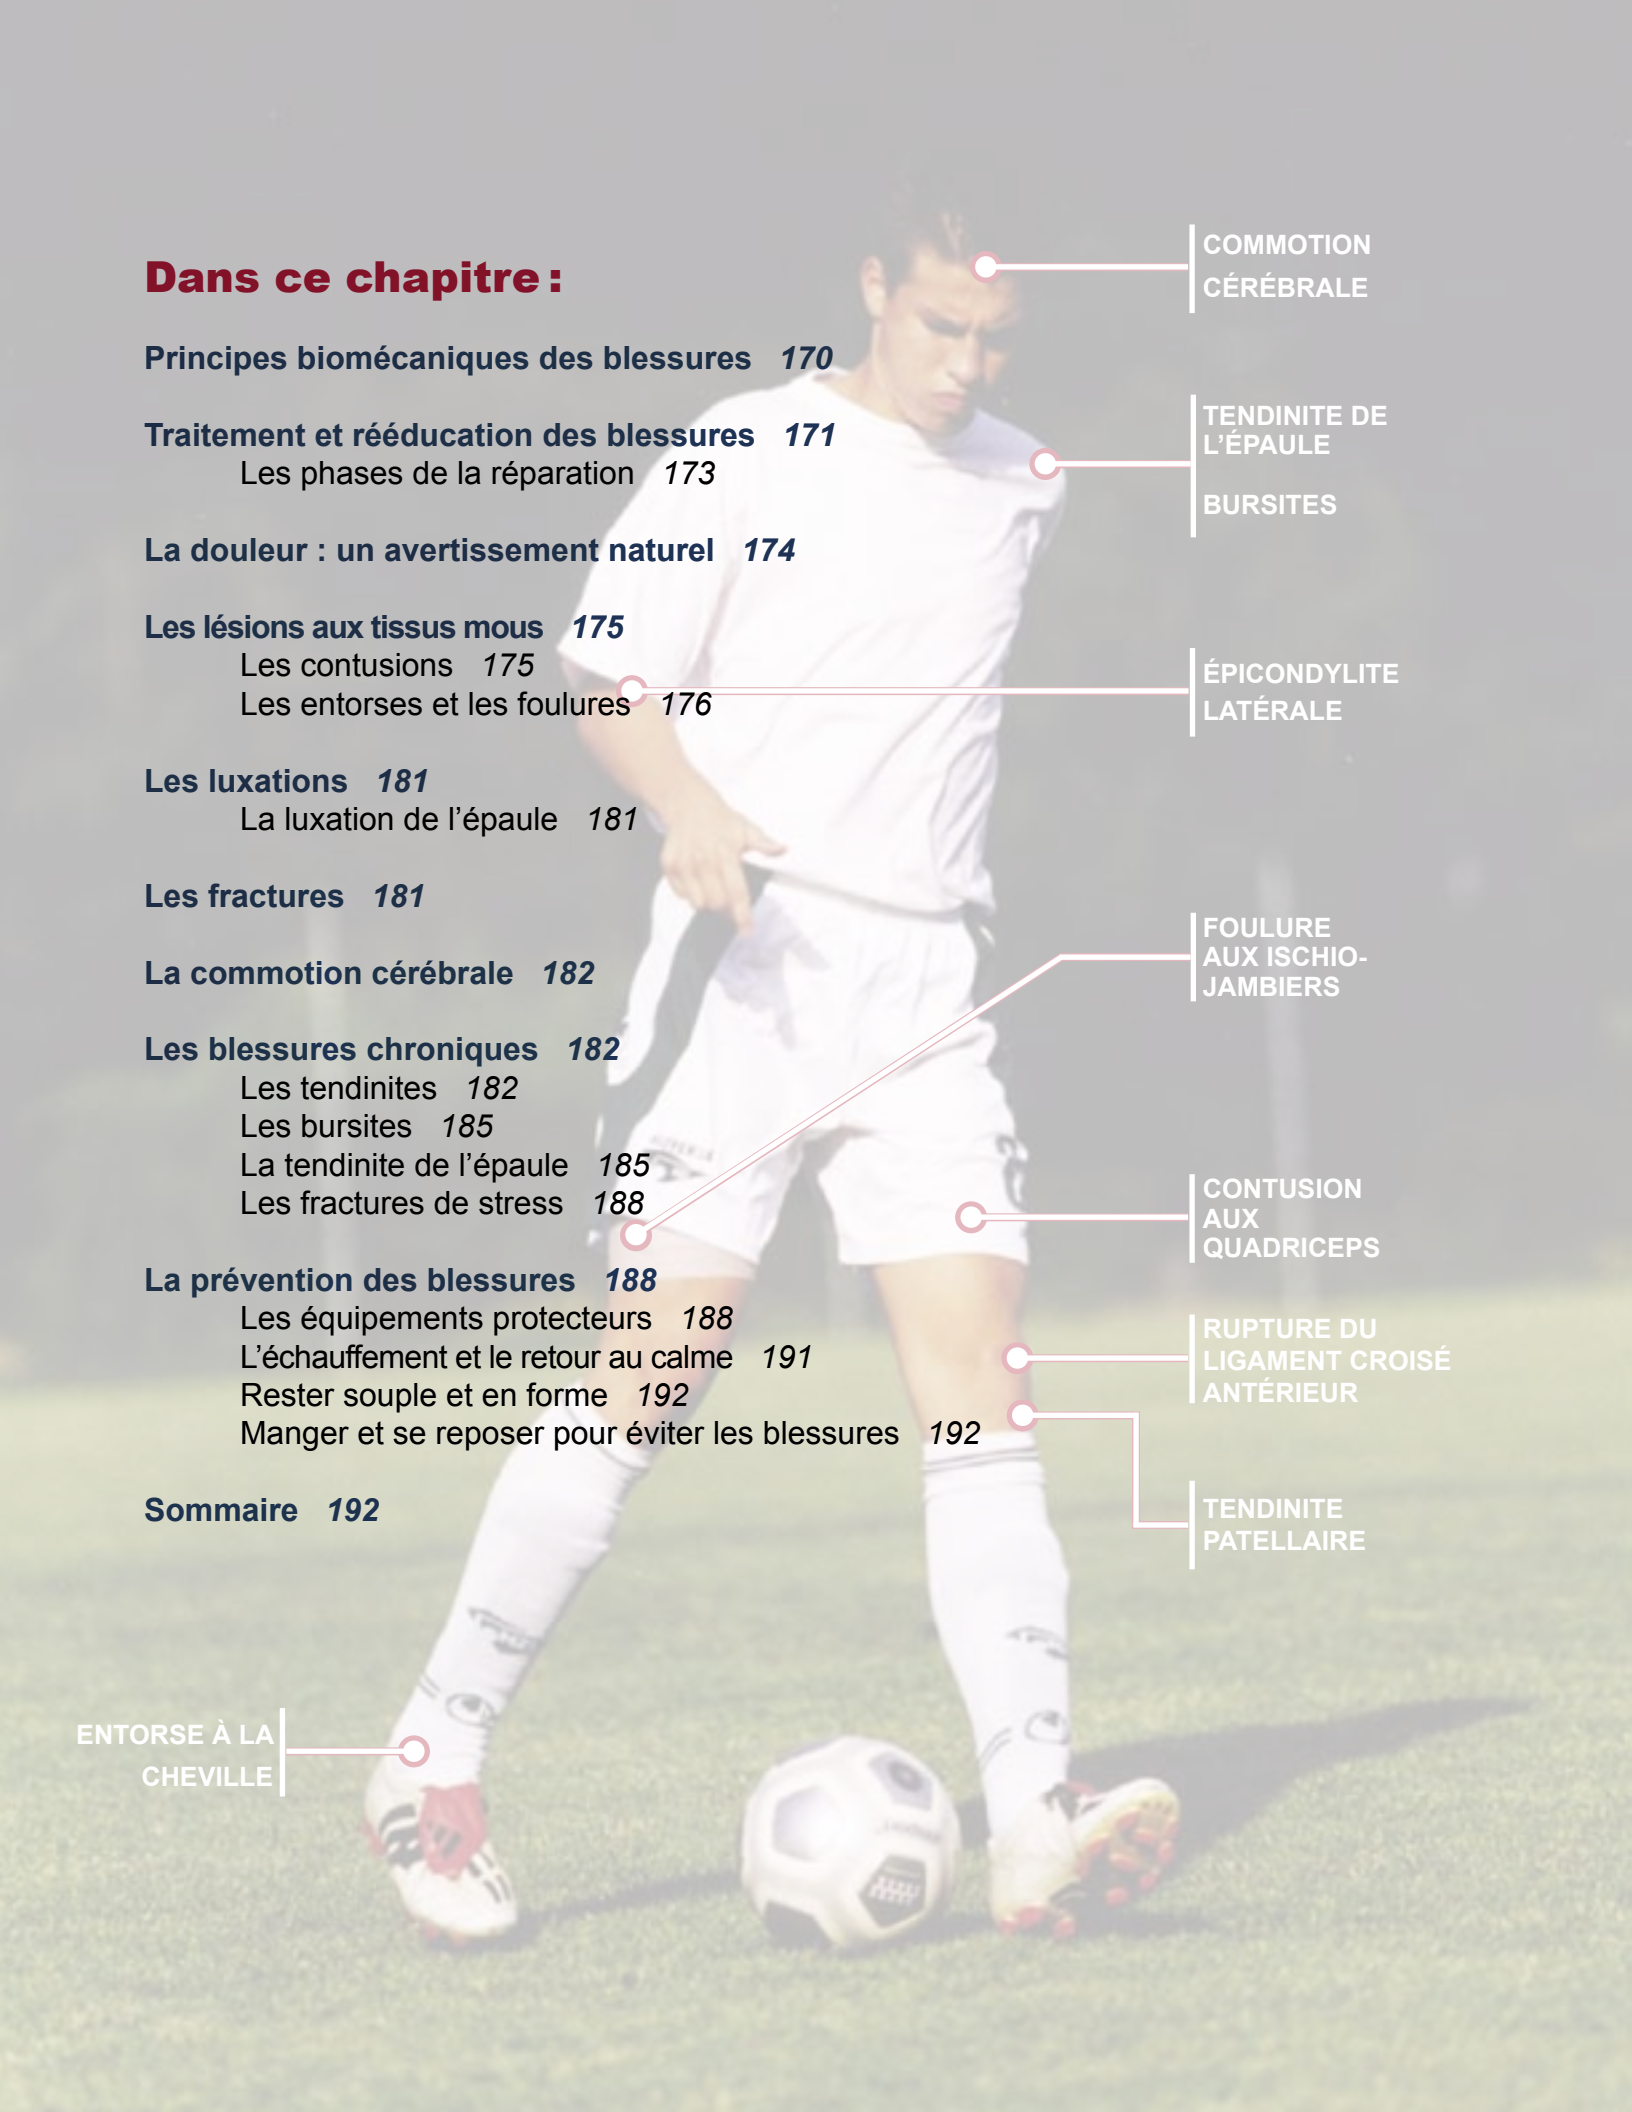 Dans ce chapitre :
Principes biomécaniques des blessures 170
Traitement et rééducation des blessures 171
Les phases de la réparation 173
La douleur : un avertissement naturel 174
Les lésions aux tissus mous 175
Les contusions 175
Les entorses et les foulures 176
Les luxations 181
La luxation de l’épaule 181
Les fractures 181
La commotion cérébrale 182
Les blessures chroniques 182
Les tendinites 182
Les bursites 185
La tendinite de l’épaule 185
Les fractures de stress 188
La prévention des blessures 188
Les équipements protecteurs 188
L’échauffement et le retour au calme 191
Rester souple et en forme 192
Manger et se reposer pour éviter les blessures 192
Sommaire 192
COMMOTION
CÉRÉBRALE
TENDINITE DE
L’ÉPAULE
BURSITES
ÉPICONDYLITE
LATÉRALE
FOULURE
AUX ISCHIO-
JAMBIERS
CONTUSION
AUX
QUADRICEPS
RUPTURE DU
LIGAMENT CROISÉ
ANTÉRIEUR
TENDINITE
PATELLAIRE
ENTORSE À LA
CHEVILLE